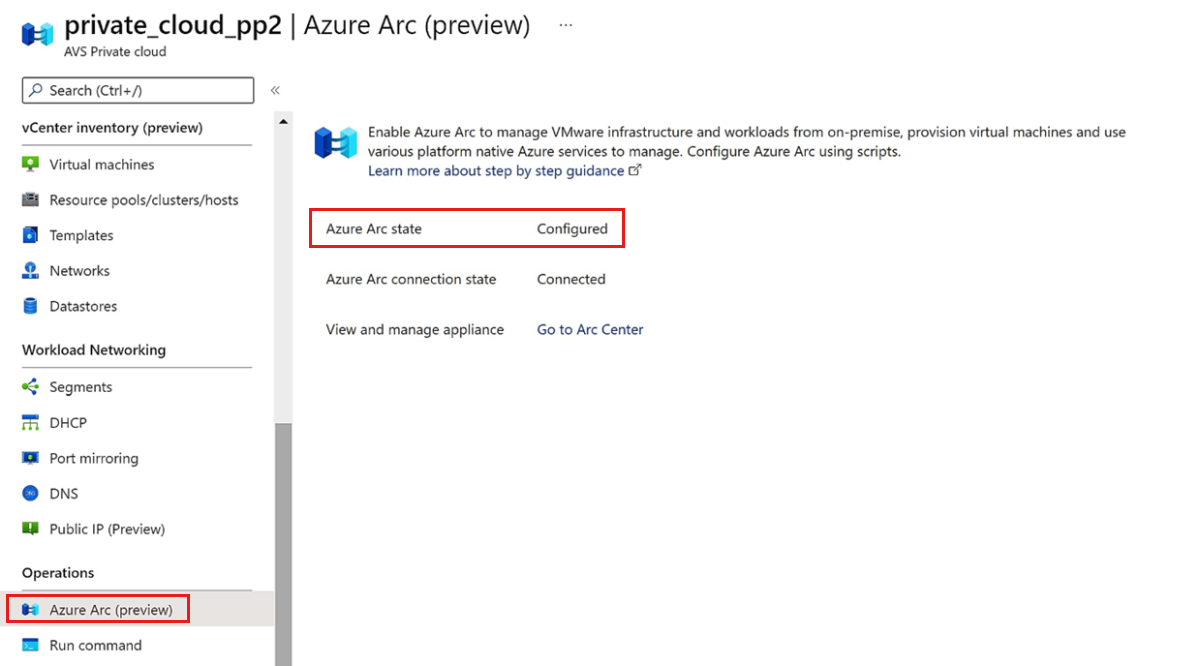 private_cloud_pp2 | Azure Arc (preview) ...
AVS Private cloud
Search (Ctrl+/)
«
vCenter inventory (preview)
Virtual machines
Resource pools/clusters/hosts
Templates
Networks
Datastores
Workload Networking
Segments
DHCP
Port mirroring
DNS
Public IP (Preview)
Operations
Azure Arc (preview)
Run command
Enable Azure Arc to manage VMware infrastructure and workloads from on-premise, provision virtual machines and use
various platform native Azure services to manage. Configure Azure Arc using scripts.
Learn more about step by step guidance
Azure Arc state Configured
Azure Arc connection state Connected
View and manage appliance Go to Arc Center